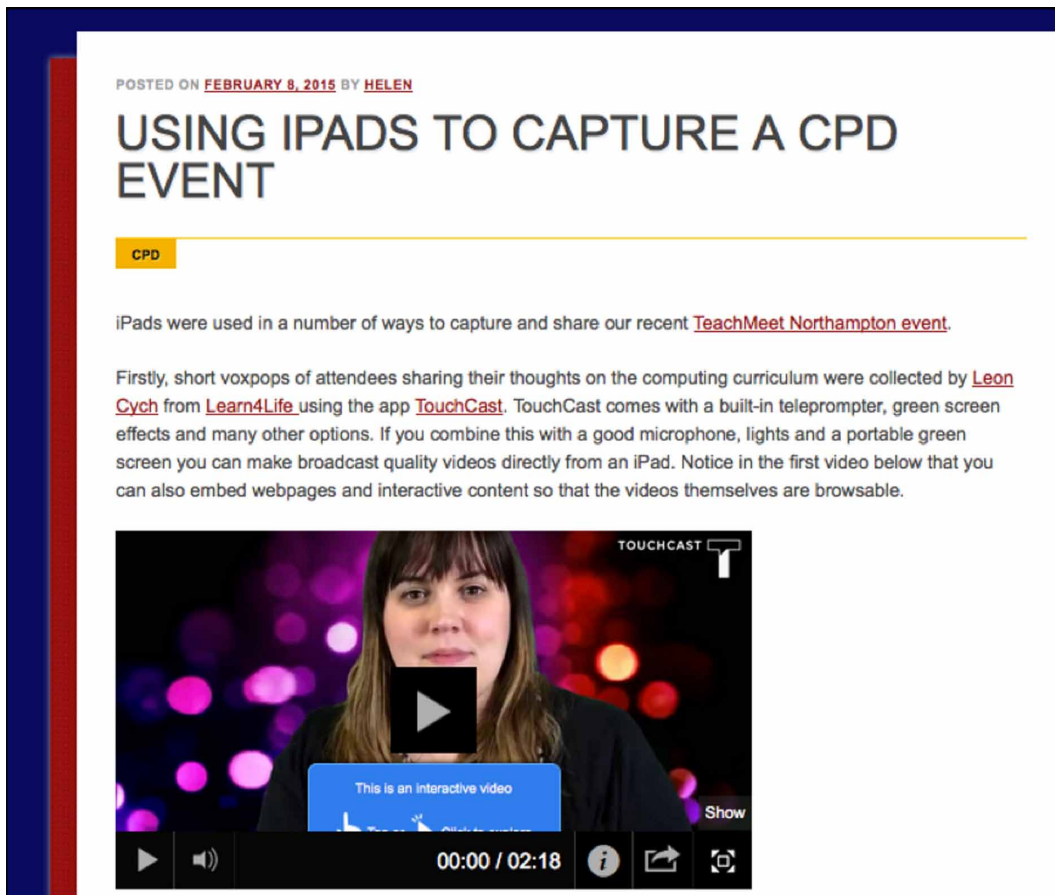 POSTED ON FEBRUARY 8, 2015 BY HELEN
USING IPADS TO CAPTURE A CPD
EVENT
CPD
iPads were used in a number of ways to capture and share our recent TeachMeet Northampton event.
Firstly, short voxpops of attendees sharing their thoughts on the computing curriculum were collected by Leon
Cych from Learn4Life using the app TouchCast. TouchCast comes with a built-in teleprompter, green screen
effects and many other options. If you combine this with a good microphone, lights and a portable green
screen you can make broadcast quality videos directly from an iPad. Notice in the first video below that you
can also embed webpages and interactive content so that the videos themselves are browsable.
TOUCHCAST T
This is an interactive video
Tap or Click to explore
Show
00:00 / 02:18